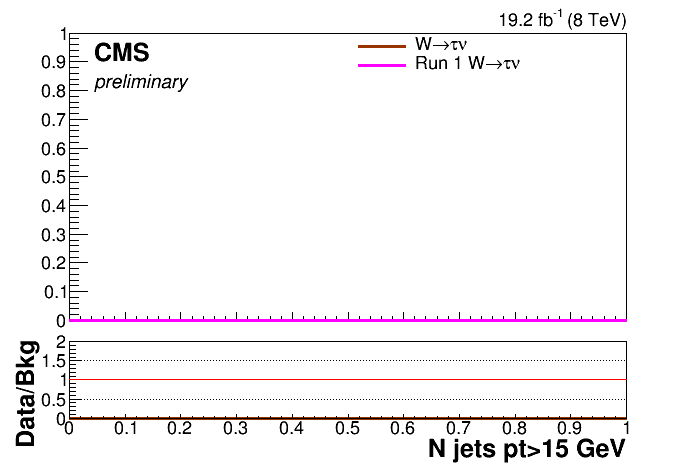 19.2 fb⁻¹ (8 TeV)
CMS
preliminary
W→τν
Run 1 W→τν
1
0.9
0.8
0.7
0.6
0.5
0.4
0.3
0.2
0.1
0
Data/Bkg
2
1.5
1
0.5
0
0 0.1 0.2 0.3 0.4 0.5 0.6 0.7 0.8 0.9 1
N jets pt>15 GeV